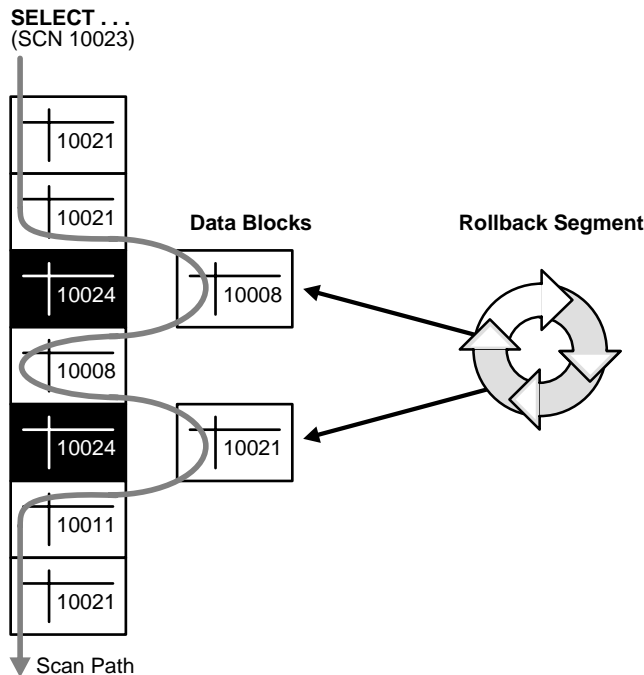 SELECT . . .
(SCN 10023)
10021
10021
Data Blocks
Rollback Segment
10024
10008
10008
10024
10021
10011
10021
Scan Path